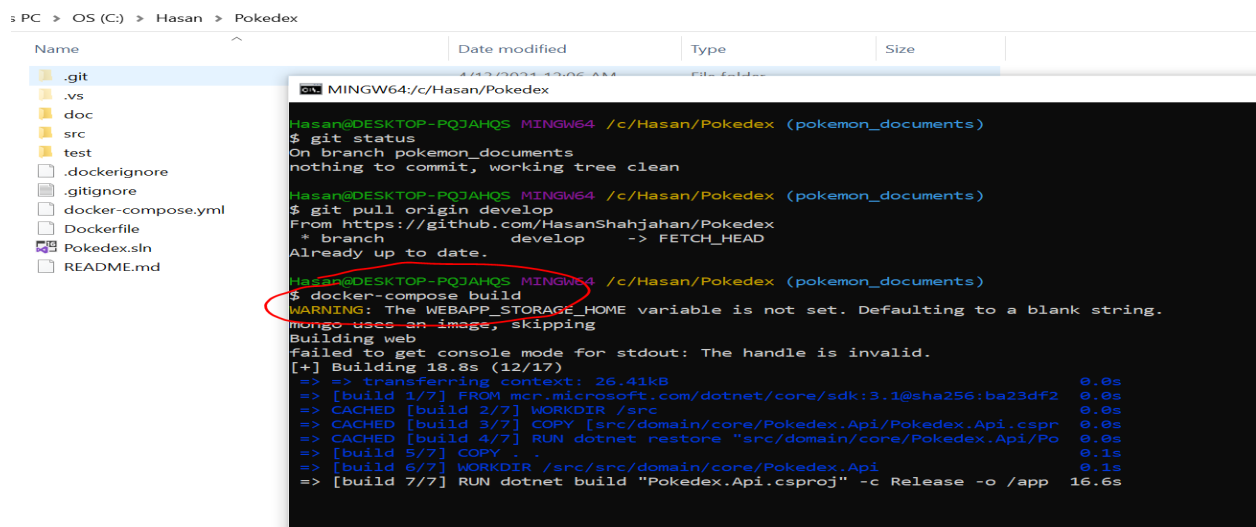 s PC > OS (C:) > Hasan > Pokedex
Name Date modified Type Size
.git 4/13/2021 12:06 AM File folder
.vs
doc
src
test
.dockerignore
.gitignore
docker-compose.yml
Dockerfile
Pokedex.sln
README.md
MINGW64:/c/Hasan/Pokedex
Hasan@DESKTOP-PQJAHQS MINGW64 /c/Hasan/Pokedex (pokemon_documents)
$ git status
On branch pokemon_documents
nothing to commit, working tree clean
Hasan@DESKTOP-PQJAHQS MINGW64 /c/Hasan/Pokedex (pokemon_documents)
$ git pull origin develop
From https://github.com/HasanShahjahan/Pokedex
* branch develop -> FETCH_HEAD
Already up to date.
Hasan@DESKTOP-PQJAHQS MINGW64 /c/Hasan/Pokedex (pokemon_documents)
$ docker-compose build
WARNING: The WEBAPP_STORAGE_HOME variable is not set. Defaulting to a blank string.
mongo uses an image, skipping
Building web
failed to get console mode for stdout: The handle is invalid.
[+] Building 18.8s (12/17)
=> => transferring context: 26.41kB 0.0s
=> [build 1/7] FROM mcr.microsoft.com/dotnet/core/sdk:3.1@sha256:ba23df2 0.0s
=> CACHED [build 2/7] WORKDIR /src 0.0s
=> CACHED [build 3/7] COPY [src/domain/core/Pokedex.Api/Pokedex.Api.cspr 0.0s
=> CACHED [build 4/7] RUN dotnet restore "src/domain/core/Pokedex.Api/Po 0.0s
=> [build 5/7] COPY . . 0.1s
=> [build 6/7] WORKDIR /src/src/domain/core/Pokedex.Api 0.1s
=> [build 7/7] RUN dotnet build "Pokedex.Api.csproj" -c Release -o /app 16.6s